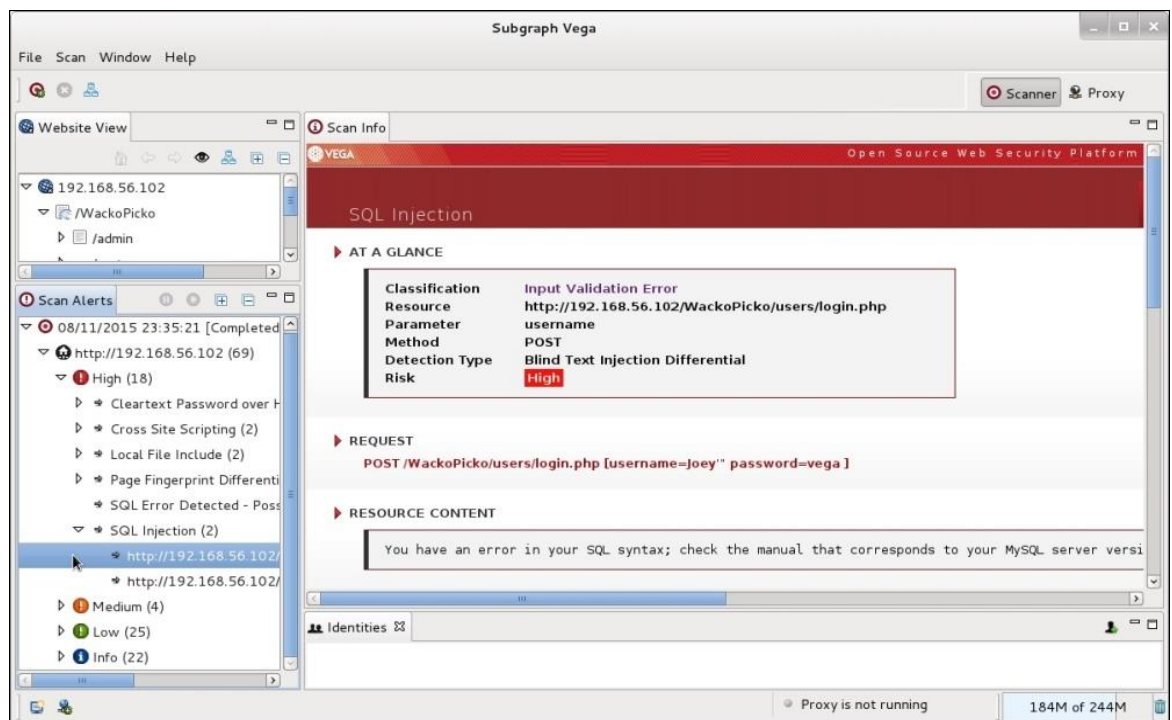 Subgraph Vega
File Scan Window Help
Scanner Proxy
Website View
192.168.56.102
/WackoPicko
/admin
Scan Alerts
08/11/2015 23:35:21 [Completed
http://192.168.56.102 (69)
High (18)
Cleartext Password over H
Cross Site Scripting (2)
Local File Include (2)
Page Fingerprint Differenti
SQL Error Detected - Poss
SQL Injection (2)
http://192.168.56.102/
http://192.168.56.102/
Medium (4)
Low (25)
Info (22)
Scan Info
VEGA Open Source Web Security Platform
SQL Injection
AT A GLANCE
Classification Input Validation Error
Resource http://192.168.56.102/WackoPicko/users/login.php
Parameter username
Method POST
Detection Type Blind Text Injection Differential
Risk High
REQUEST
POST /WackoPicko/users/login.php [username=Joey'" password=vega ]
RESOURCE CONTENT
You have an error in your SQL syntax; check the manual that corresponds to your MySQL server versi
Identities
Proxy is not running 184M of 244M